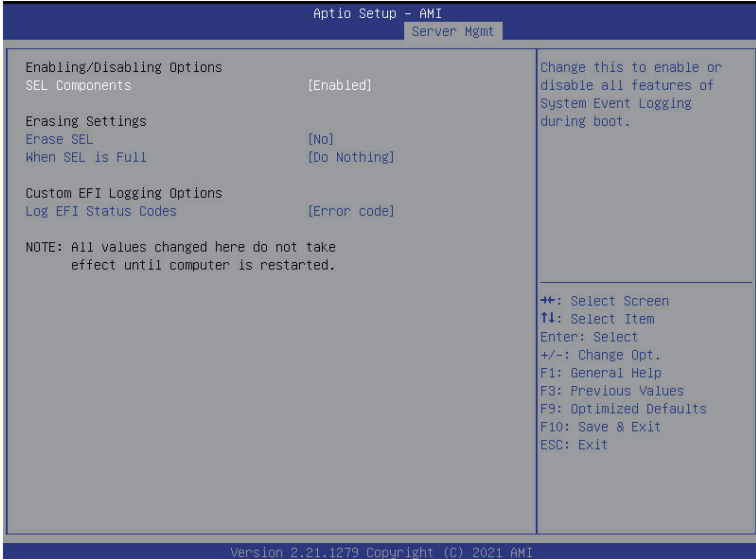 Aptio Setup – AMI
Server Mgmt
Enabling/Disabling Options
SEL Components [Enabled]
Erasing Settings
Erase SEL [No]
When SEL is Full [Do Nothing]
Custom EFI Logging Options
Log EFI Status Codes [Error code]
NOTE: All values changed here do not take
effect until computer is restarted.
Change this to enable or
disable all features of
System Event Logging
during boot.
→←: Select Screen
↑↓: Select Item
Enter: Select
+/-: Change Opt.
F1: General Help
F3: Previous Values
F9: Optimized Defaults
F10: Save & Exit
ESC: Exit
Version 2.21.1279 Copyright (C) 2021 AMI